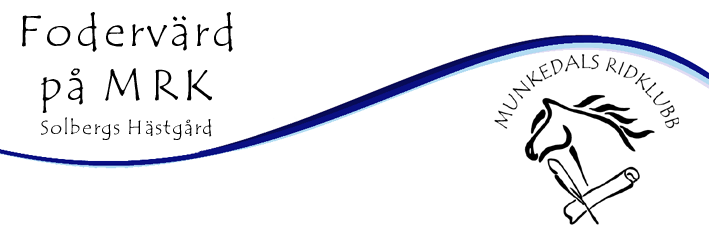 Fodervärd
på MRK
Solbergs Hästgård
MUNKEDALS RIDKLUBB